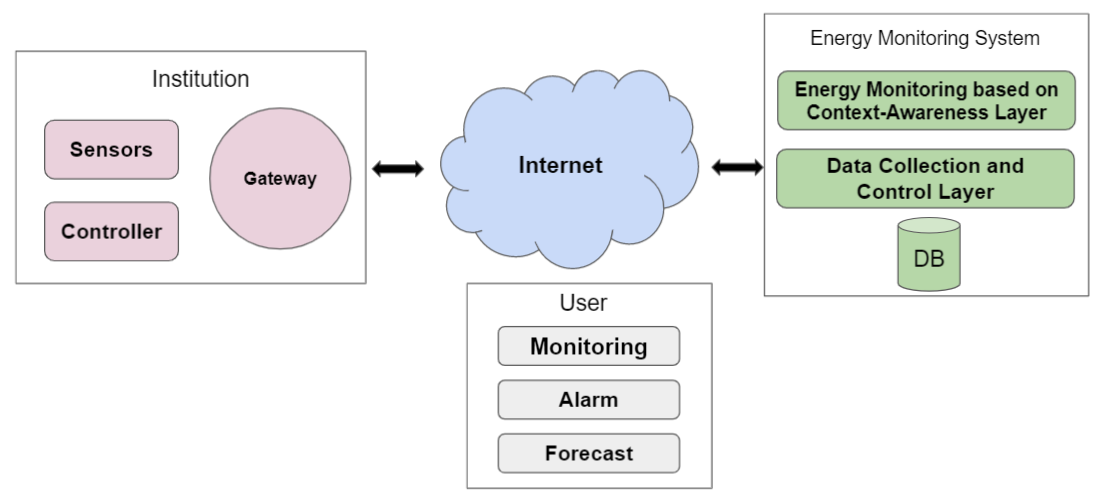 Institution
Sensors
Controller
Gateway
Internet
Energy Monitoring System
Energy Monitoring based on
Context-Awareness Layer
Data Collection and
Control Layer
DB
User
Monitoring
Alarm
Forecast